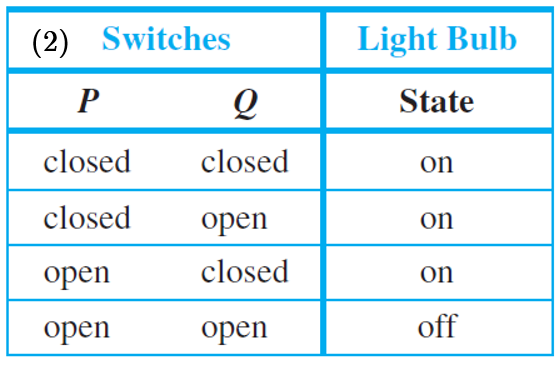 (2) Switches Light Bulb
P Q State
closed closed on
closed open on
open closed on
open open off